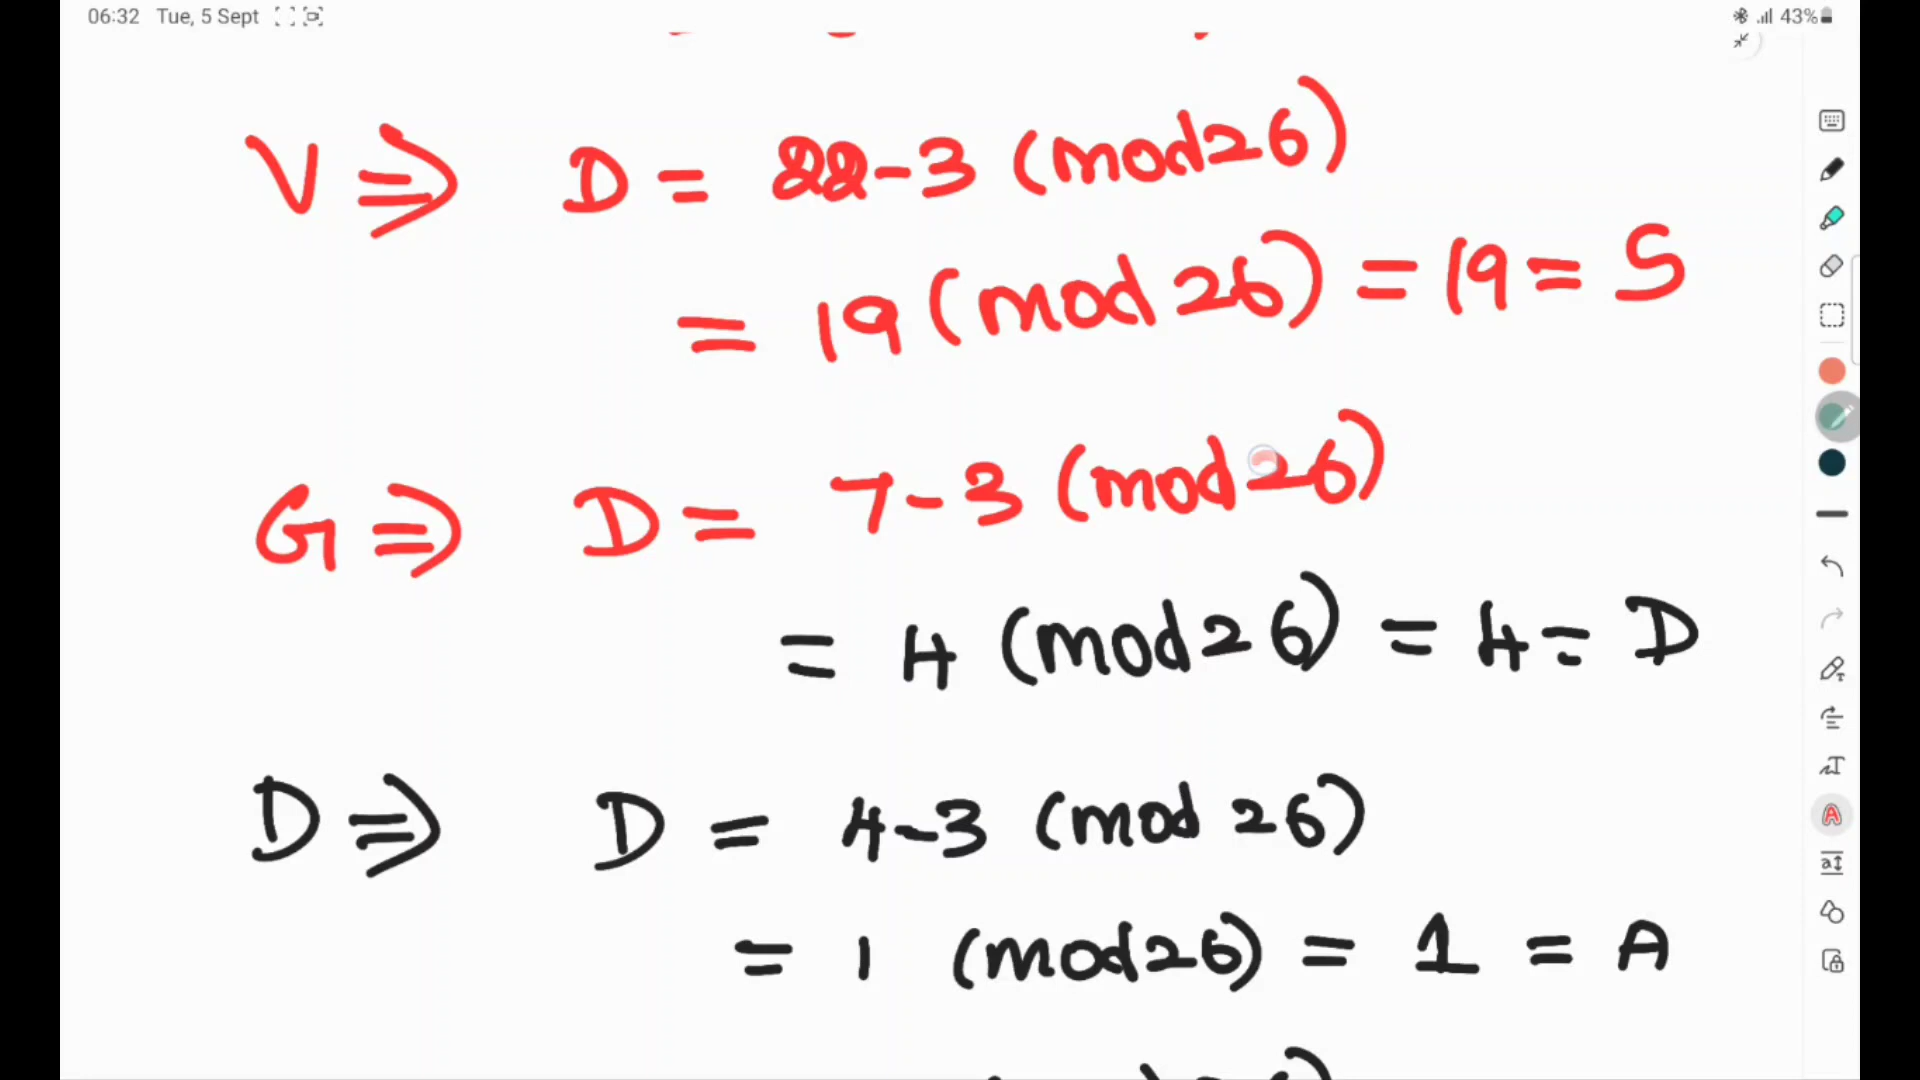 06:32 Tue, 5 Sept 43%
V ⇒ D = 22-3 (mod 26)
= 19 (mod 26) = 19 = S
G ⇒ D = 7-3 (mod 26)
= 4 (mod 26) = 4 = D
D ⇒ D = 4-3 (mod 26)
= 1 (mod 26) = 1 = A